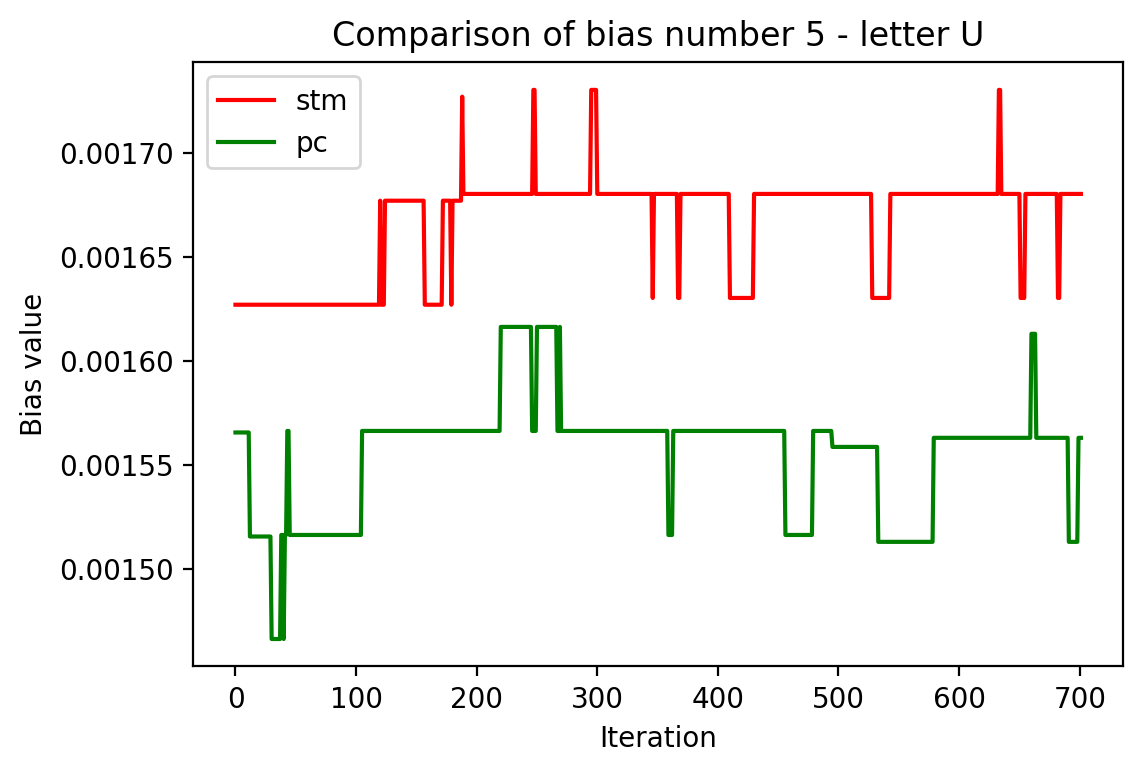 Comparison of bias number 5 - letter U
stm
pc
Bias value
0.00170
0.00165
0.00160
0.00155
0.00150
0 100 200 300 400 500 600 700
Iteration